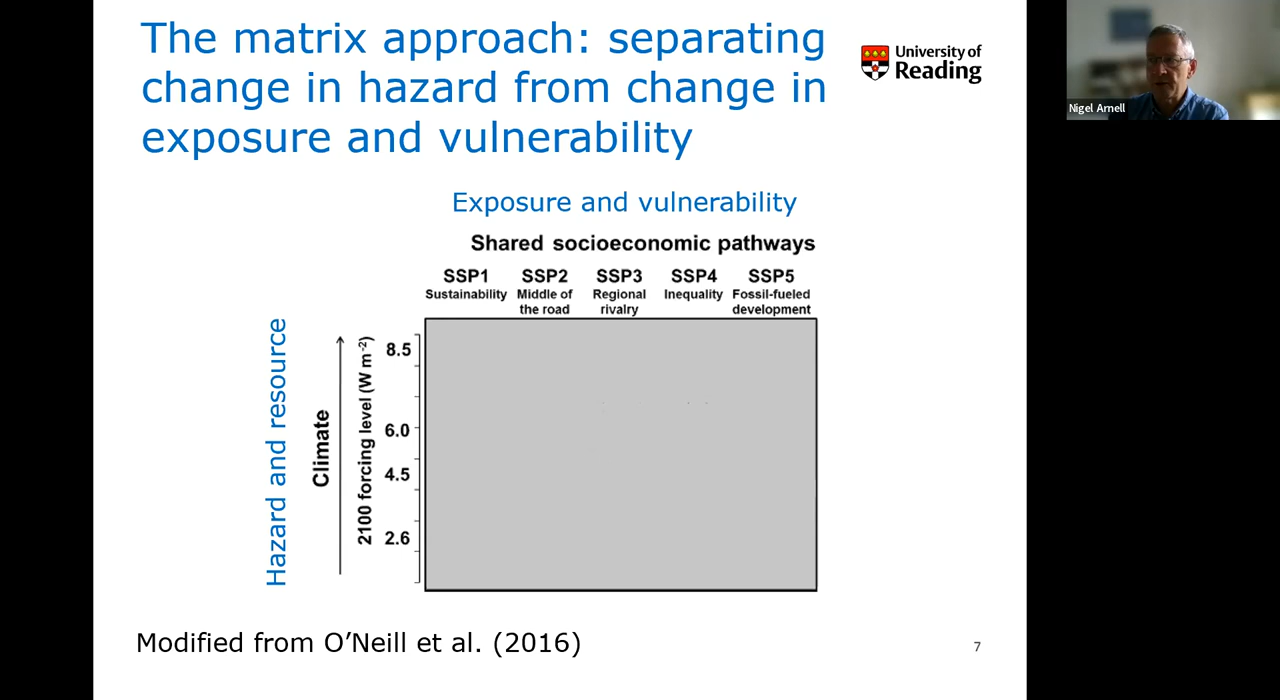 The matrix approach: separating
change in hazard from change in
exposure and vulnerability
University of
Reading
Nigel Arnell
Exposure and vulnerability
Shared socioeconomic pathways
SSP1 SSP2 SSP3 SSP4 SSP5
Sustainability Middle of Regional Inequality Fossil-fueled
the road rivalry development
Hazard and resource
Climate
2100 forcing level (W m⁻²)
8.5
6.0
4.5
2.6
Modified from O’Neill et al. (2016)
7